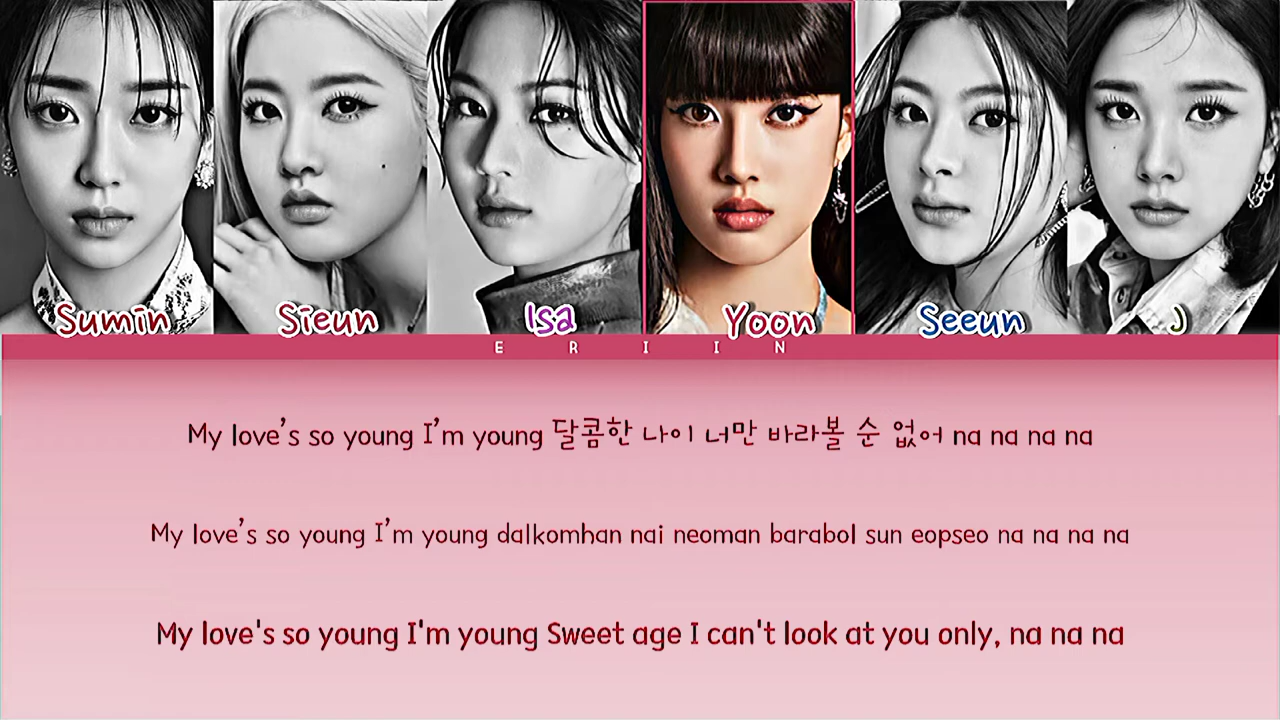 Sumin Sieun Isa Yoon Seeun J
E R I I N
My love's so young I'm young 달콤한 나이 너만 바라볼 순 없어 na na na na
My love's so young I'm young dalkomhan nai neoman barabol sun eopseo na na na na
My love's so young I'm young Sweet age I can't look at you only, na na na